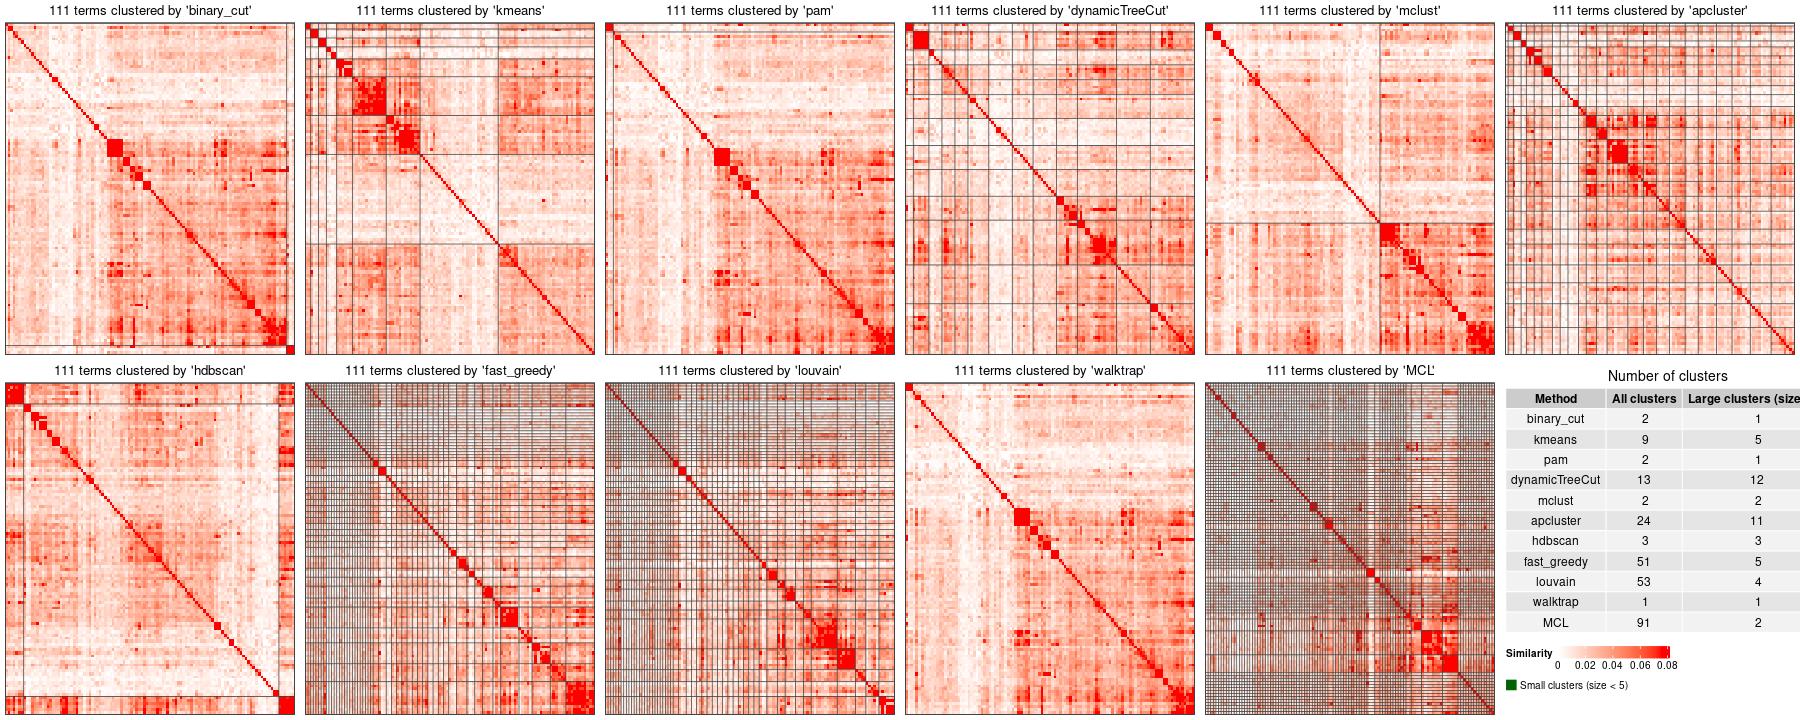 111 terms clustered by 'binary_cut'
111 terms clustered by 'kmeans'
111 terms clustered by 'pam'
111 terms clustered by 'dynamicTreeCut'
111 terms clustered by 'mclust'
111 terms clustered by 'apcluster'
111 terms clustered by 'hdbscan'
111 terms clustered by 'fast_greedy'
111 terms clustered by 'louvain'
111 terms clustered by 'walktrap'
111 terms clustered by 'MCL'
Number of clusters
Method All clusters Large clusters (size
binary_cut 2 1
kmeans 9 5
pam 2 1
dynamicTreeCut 13 12
mclust 2 2
apcluster 24 11
hdbscan 3 3
fast_greedy 51 5
louvain 53 4
walktrap 1 1
MCL 91 2
Similarity
0 0.02 0.04 0.06 0.08
Small clusters (size < 5)